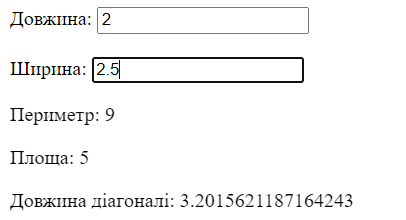 Довжина: 2
Ширина: 2.5
Периметр: 9
Площа: 5
Довжина діагоналі: 3.2015621187164243